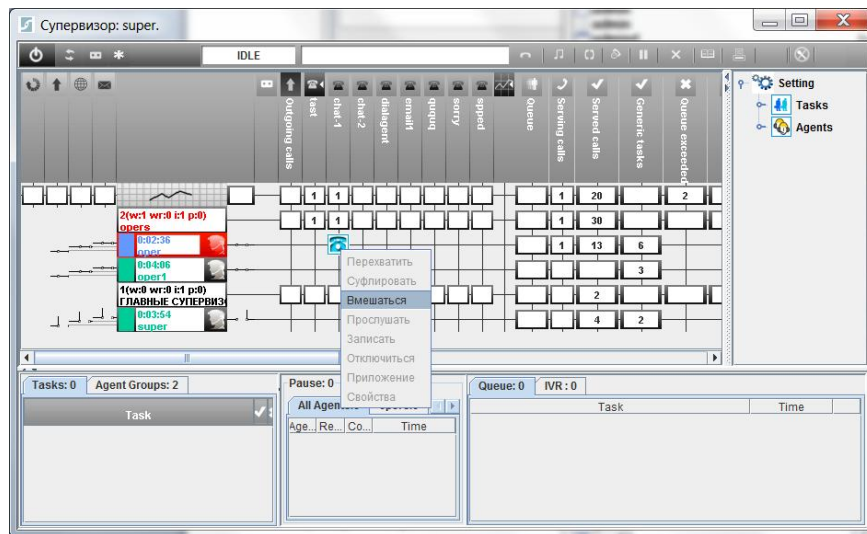 Супервизор: super.
IDLE
Outgoing calls
fast
chat-1
chat-2
dialagent
email1
ququq
sorry
spped
Queue
Serving calls
Served calls
Generic tasks
Queue exceeded
Setting
Tasks
Agents
1 1 1 20 2
2(w:1 wr:0 i:1 p:0)
opers
1 1 1 30
0:02:36
oper
1 13 6
0:04:06
oper1
3
1(w:0 wr:0 i:1 p:0)
ГЛАВНЫЕ СУПЕРВИЗ
2
0:03:54
super
4 2
Перехватить
Суфлировать
Вмешаться
Прослушать
Записать
Отключиться
Приложение
Свойства
Tasks: 0 Agent Groups: 2
Task
Pause: 0
All Agen
Age... Re... Co... Time
Queue: 0 IVR : 0
Task Time